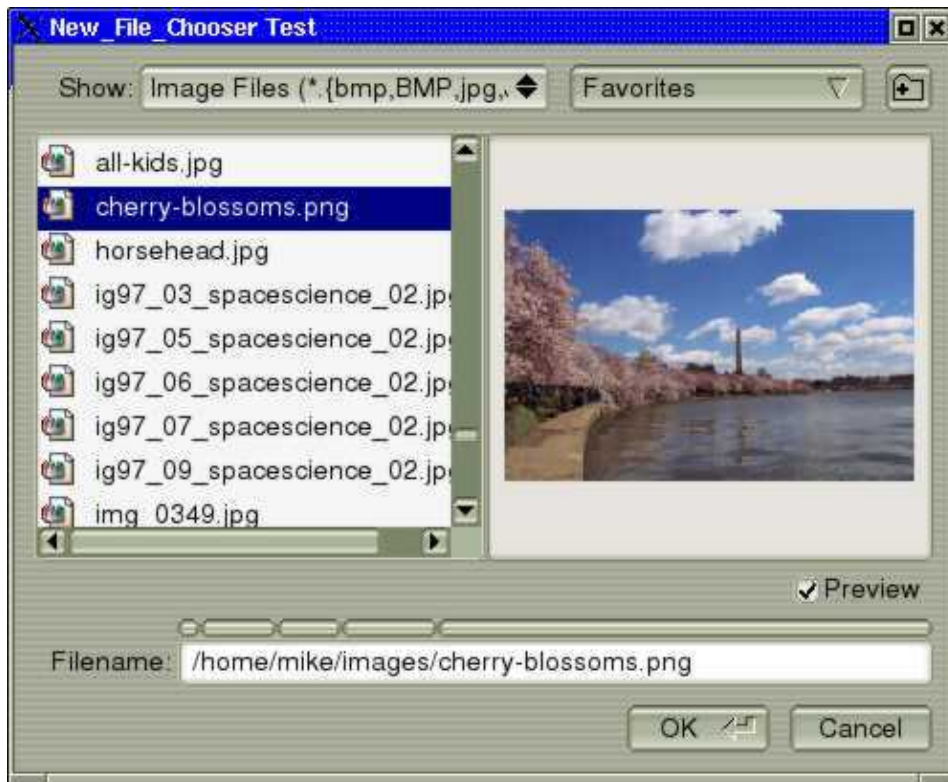 New_File_Chooser Test
Show: Image Files (*.{bmp,BMP,jpg, Favorites
all-kids.jpg
cherry-blossoms.png
horsehead.jpg
ig97_03_spacescience_02.jp
ig97_05_spacescience_02.jp
ig97_06_spacescience_02.jp
ig97_07_spacescience_02.jp
ig97_09_spacescience_02.jp
img_0349.jpg
Preview
Filename: /home/mike/images/cherry-blossoms.png
OK Cancel